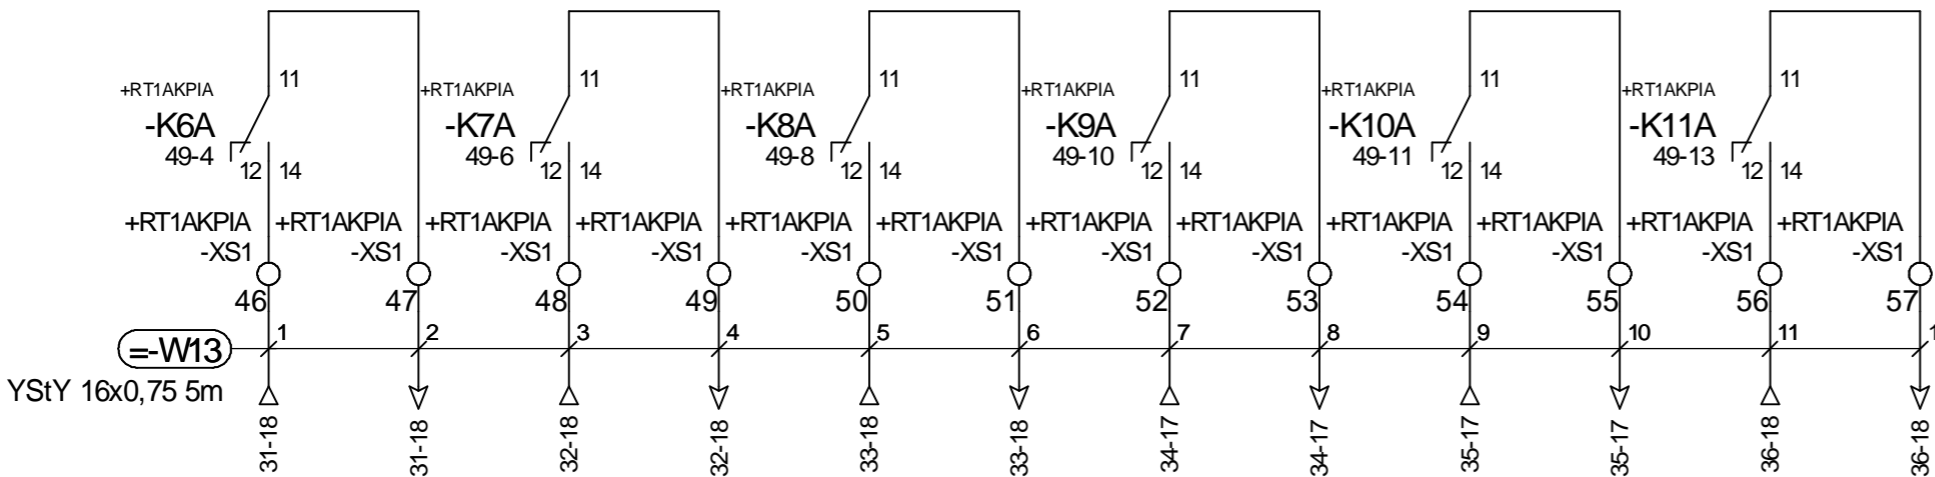 11 11 11 11 11 11
+RT1AKPIA +RT1AKPIA +RT1AKPIA +RT1AKPIA +RT1AKPIA +RT1AKPIA
-K6A -K7A -K8A -K9A -K10A -K11A
49-4 49-6 49-8 49-10 49-11 49-13
12 14 12 14 12 14 12 14 12 14 12 14
+RT1AKPIA +RT1AKPIA +RT1AKPIA +RT1AKPIA +RT1AKPIA +RT1AKPIA +RT1AKPIA +RT1AKPIA +RT1AKPIA +RT1AKPIA +RT1AKPIA +RT1AKPIA
-XS1 -XS1 -XS1 -XS1 -XS1 -XS1 -XS1 -XS1 -XS1 -XS1 -XS1 -XS1
46 47 48 49 50 51 52 53 54 55 56 57
1 2 3 4 5 6 7 8 9 10 11 1
=-W13
YStY 16x0,75 5m
31-18 31-18 32-18 32-18 33-18 33-18 34-17 34-17 35-17 35-17 36-18 36-18